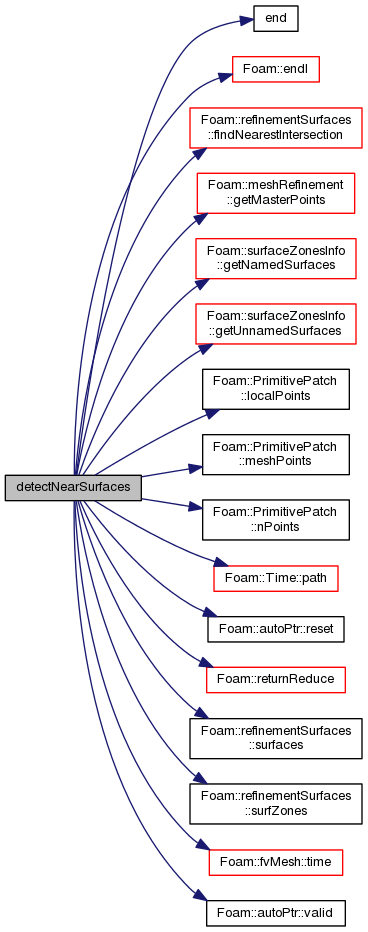 end
Foam::endl
Foam::refinementSurfaces
::findNearestIntersection
Foam::meshRefinement
::getMasterPoints
Foam::surfaceZonesInfo
::getNamedSurfaces
Foam::surfaceZonesInfo
::getUnnamedSurfaces
Foam::PrimitivePatch
::localPoints
Foam::PrimitivePatch
::meshPoints
detectNearSurfaces
Foam::PrimitivePatch
::nPoints
Foam::Time::path
Foam::autoPtr::reset
Foam::returnReduce
Foam::refinementSurfaces
::surfaces
Foam::refinementSurfaces
::surfZones
Foam::fvMesh::time
Foam::autoPtr::valid